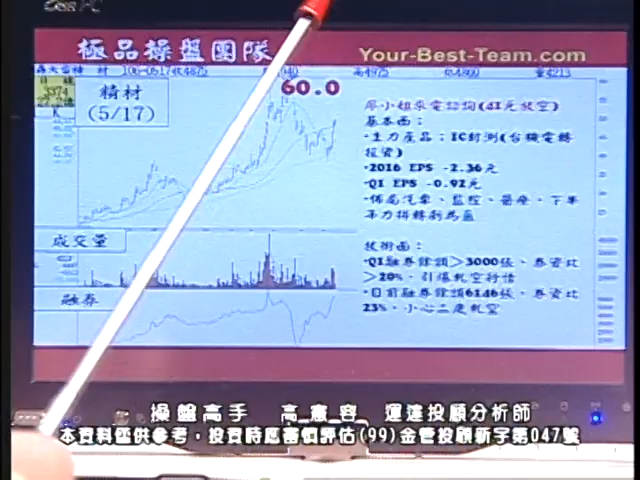 極品操盤團隊
Your-Best-Team.com
精材
(5/17)
60.0
廖小姐來電諮詢(41元放空)
基本面：
‧主力產品：IC封測(台積電轉
投資)
‧2016 EPS -2.36元
‧Q1 EPS -0.92元
‧佈局汽車、監控、醫療，下半
年力拼轉虧為盈
技術面：
‧Q1融券餘額>3000張，券資比
>20%，引爆軋空行情
‧目前融券餘額6146張，券資比
23%，小心二度軋空
成交量
融券
操盤高手 高憲容 運達投顧分析師
本資料僅供參考，投資時應審慎評估(99)金管投顧新字第047號